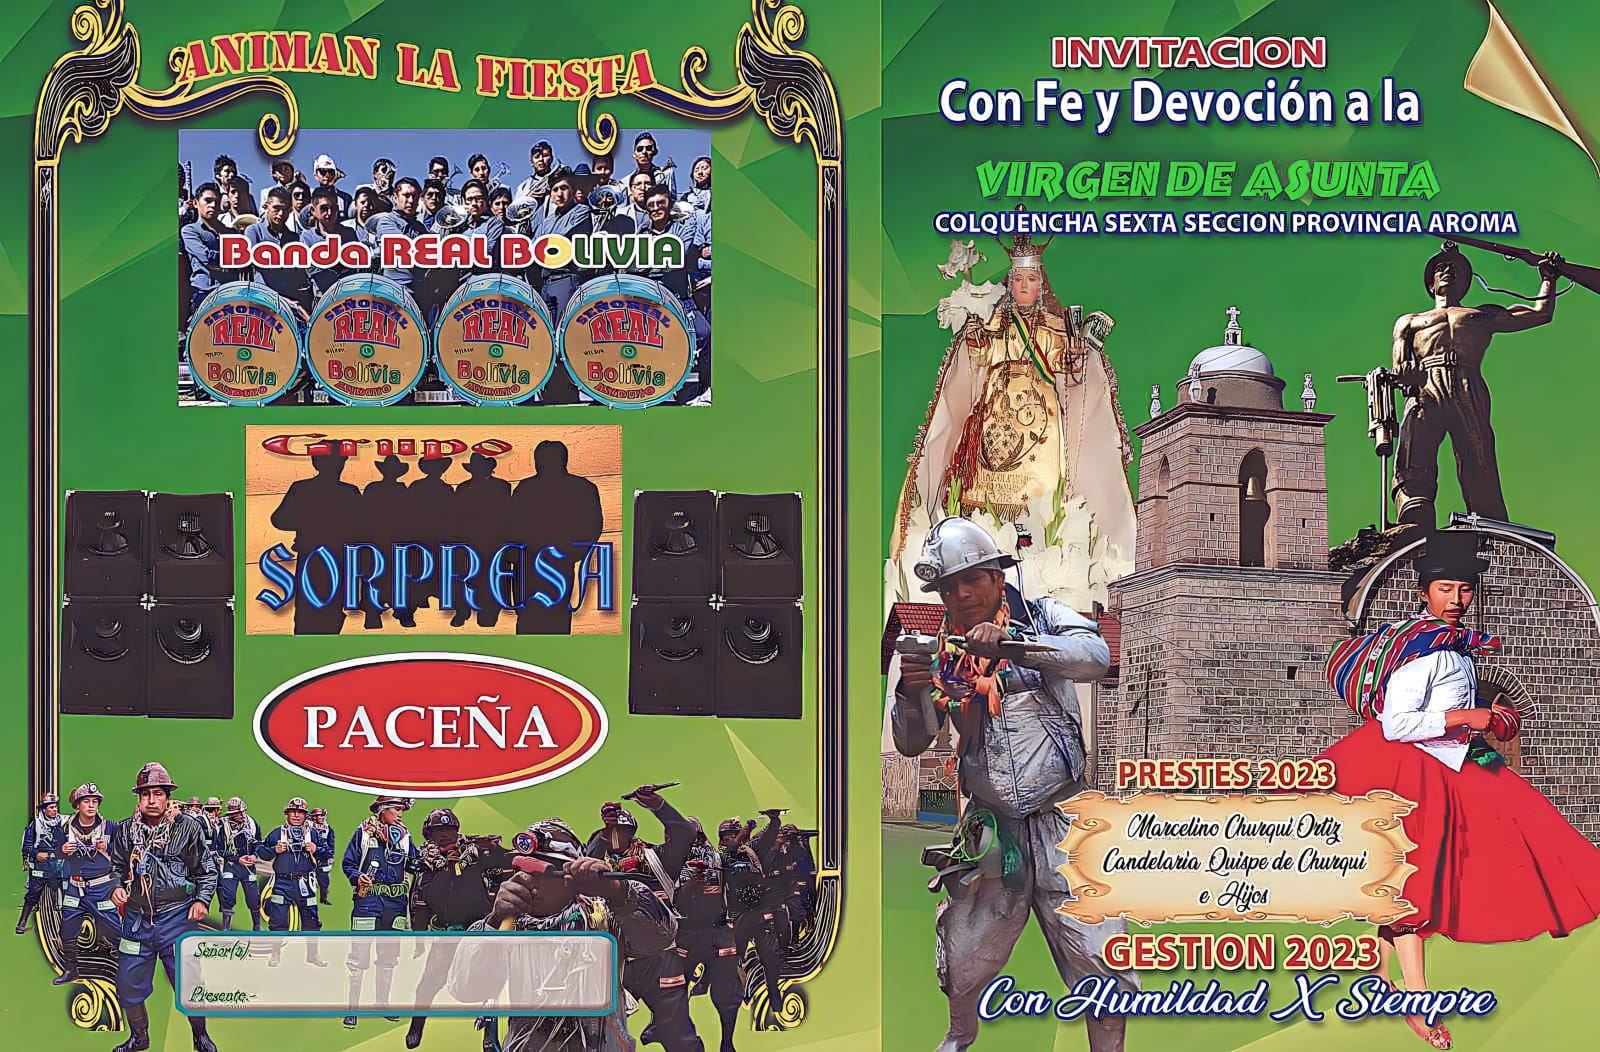 ANIMAN LA FIESTA
Banda REAL BOLIVIA
SEÑORIAL
REAL
Bolivia
SEÑORIAL
REAL
Bolivia
SEÑORIAL
REAL
Bolivia
SEÑORIAL
REAL
Bolivia
Grupo
SORPRESA
PACEÑA
Señor(a).
Presente.-
INVITACION
Con Fe y Devoción a la
VIRGEN DE ASUNTA
COLQUENCHA SEXTA SECCION PROVINCIA AROMA
PRESTES 2023
Marcelino Churqui Ortiz
Candelaria Quispe de Churqui
e Hijos
GESTION 2023
Con Humildad X Siempre